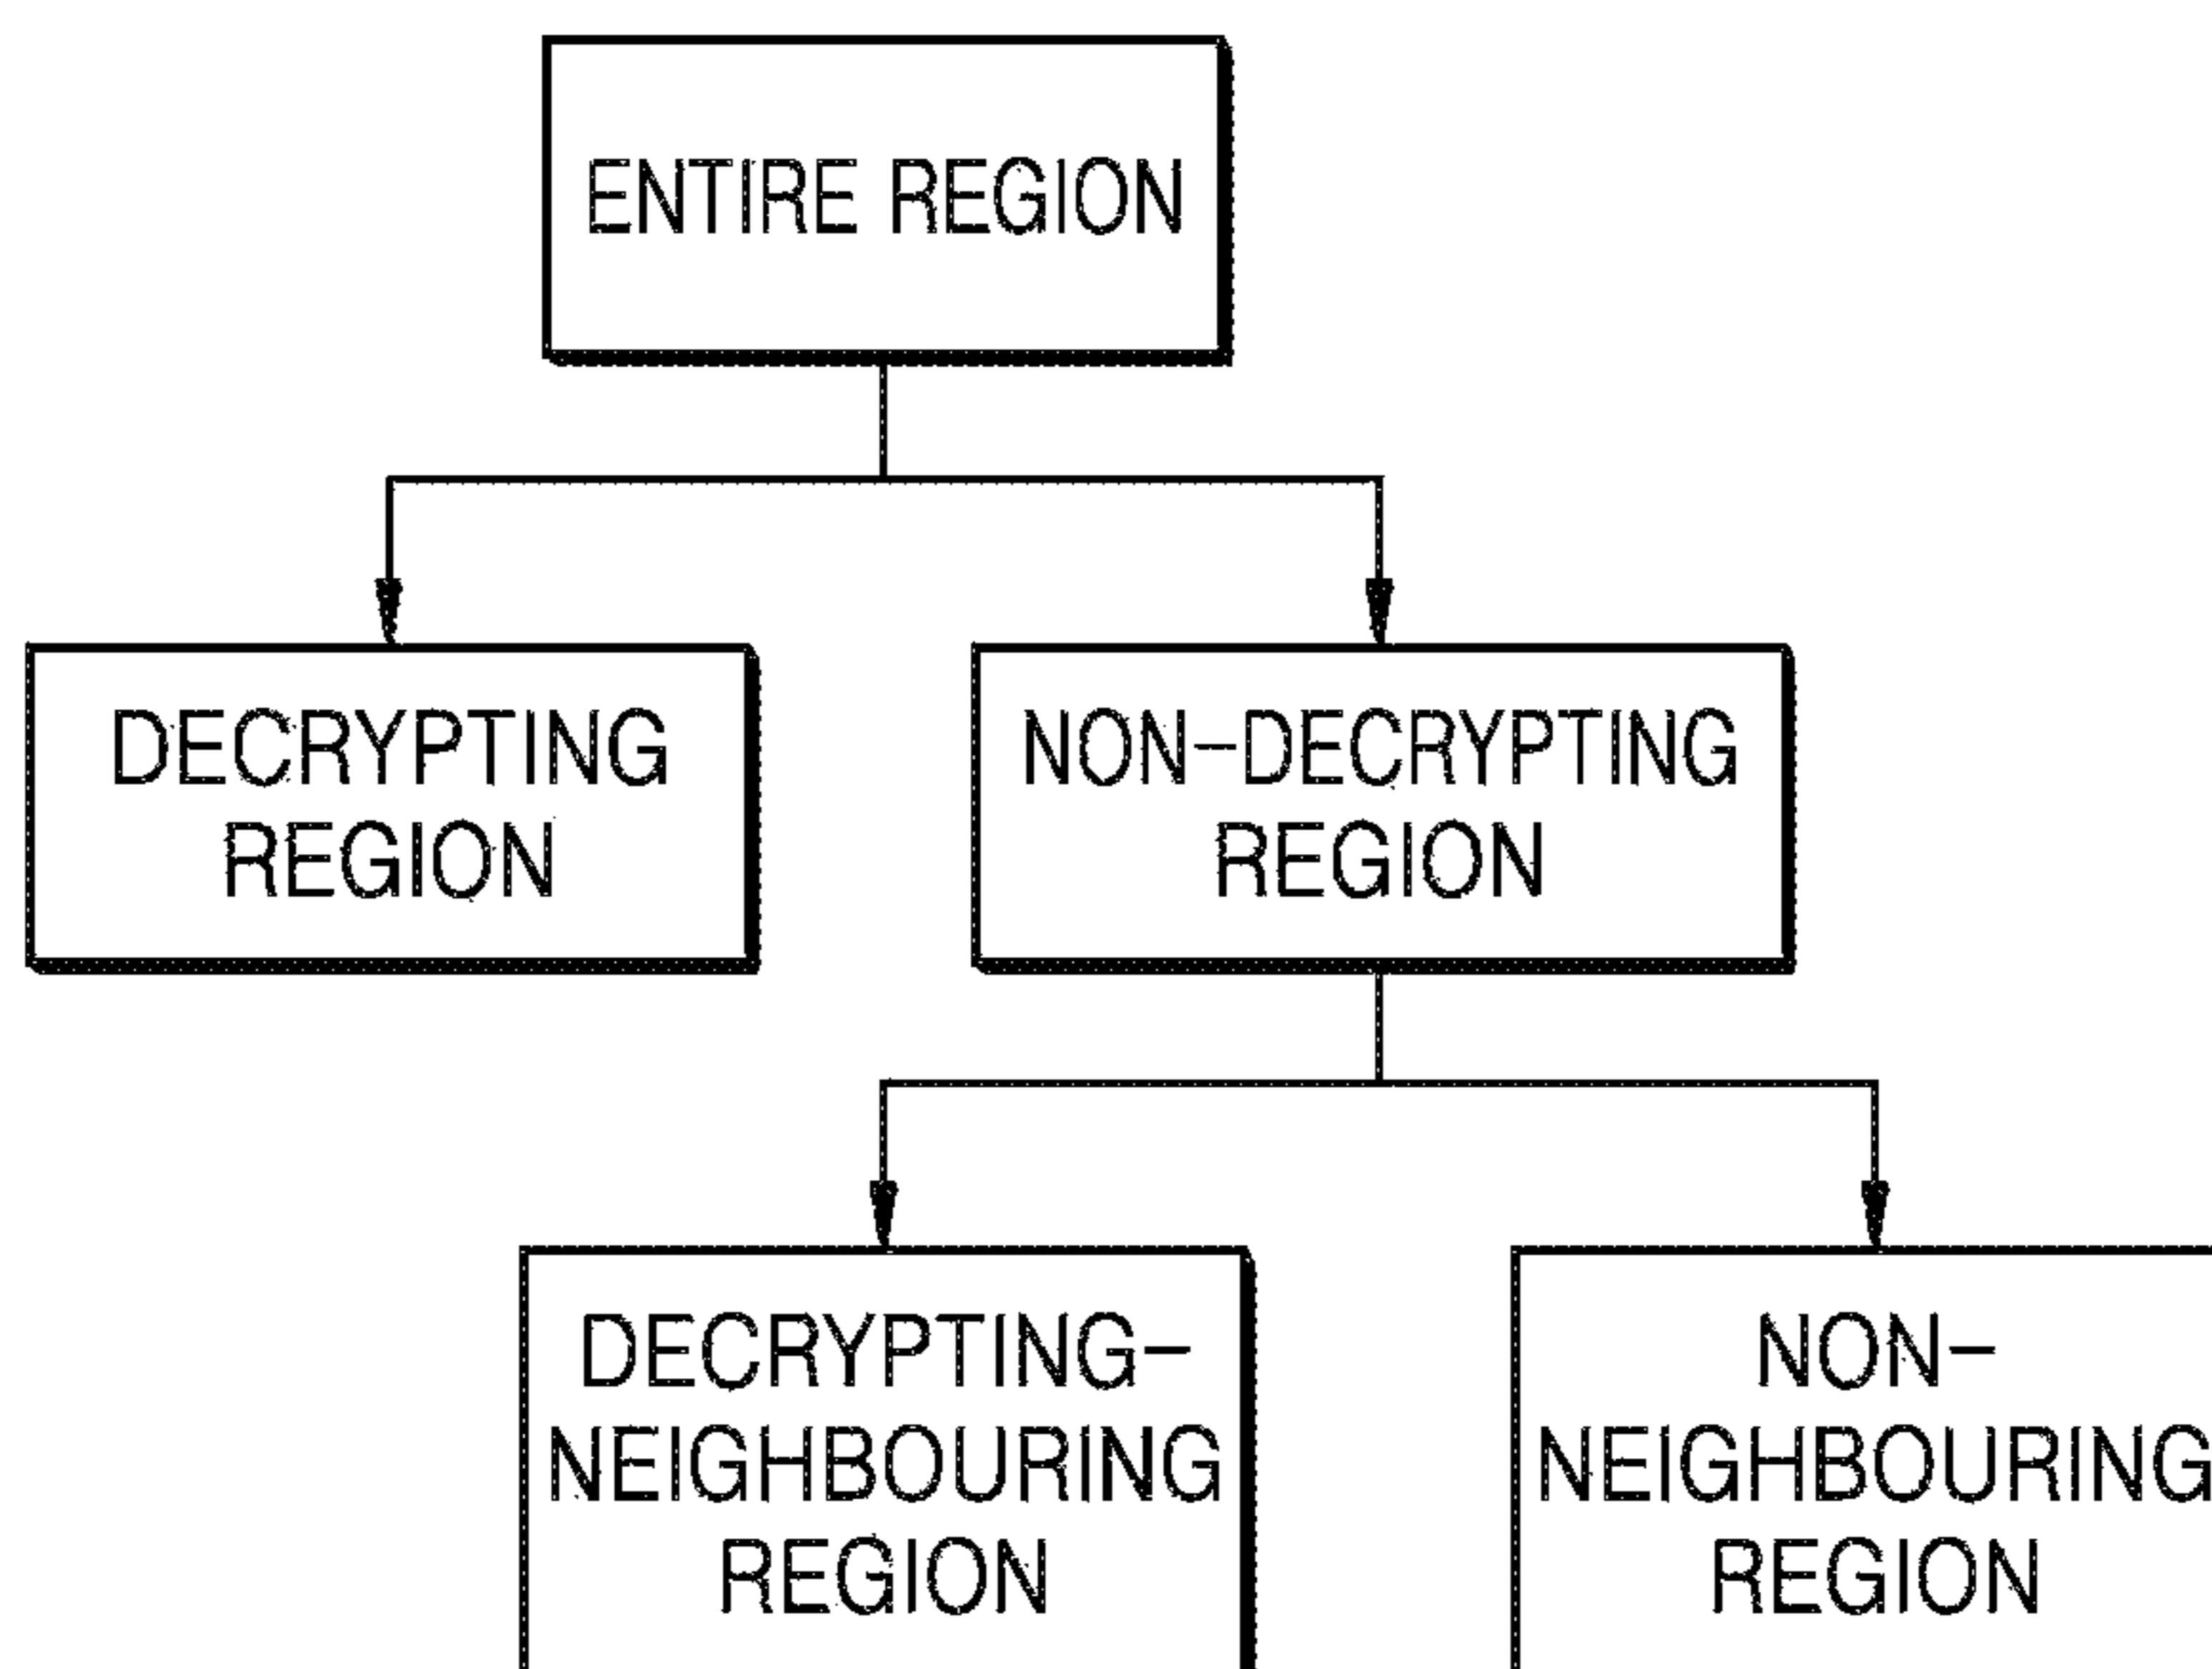 ENTIRE REGION
DECRYPTING
REGION
NON-DECRYPTING
REGION
DECRYPTING-
NEIGHBOURING
REGION
NON-
NEIGHBOURING
REGION